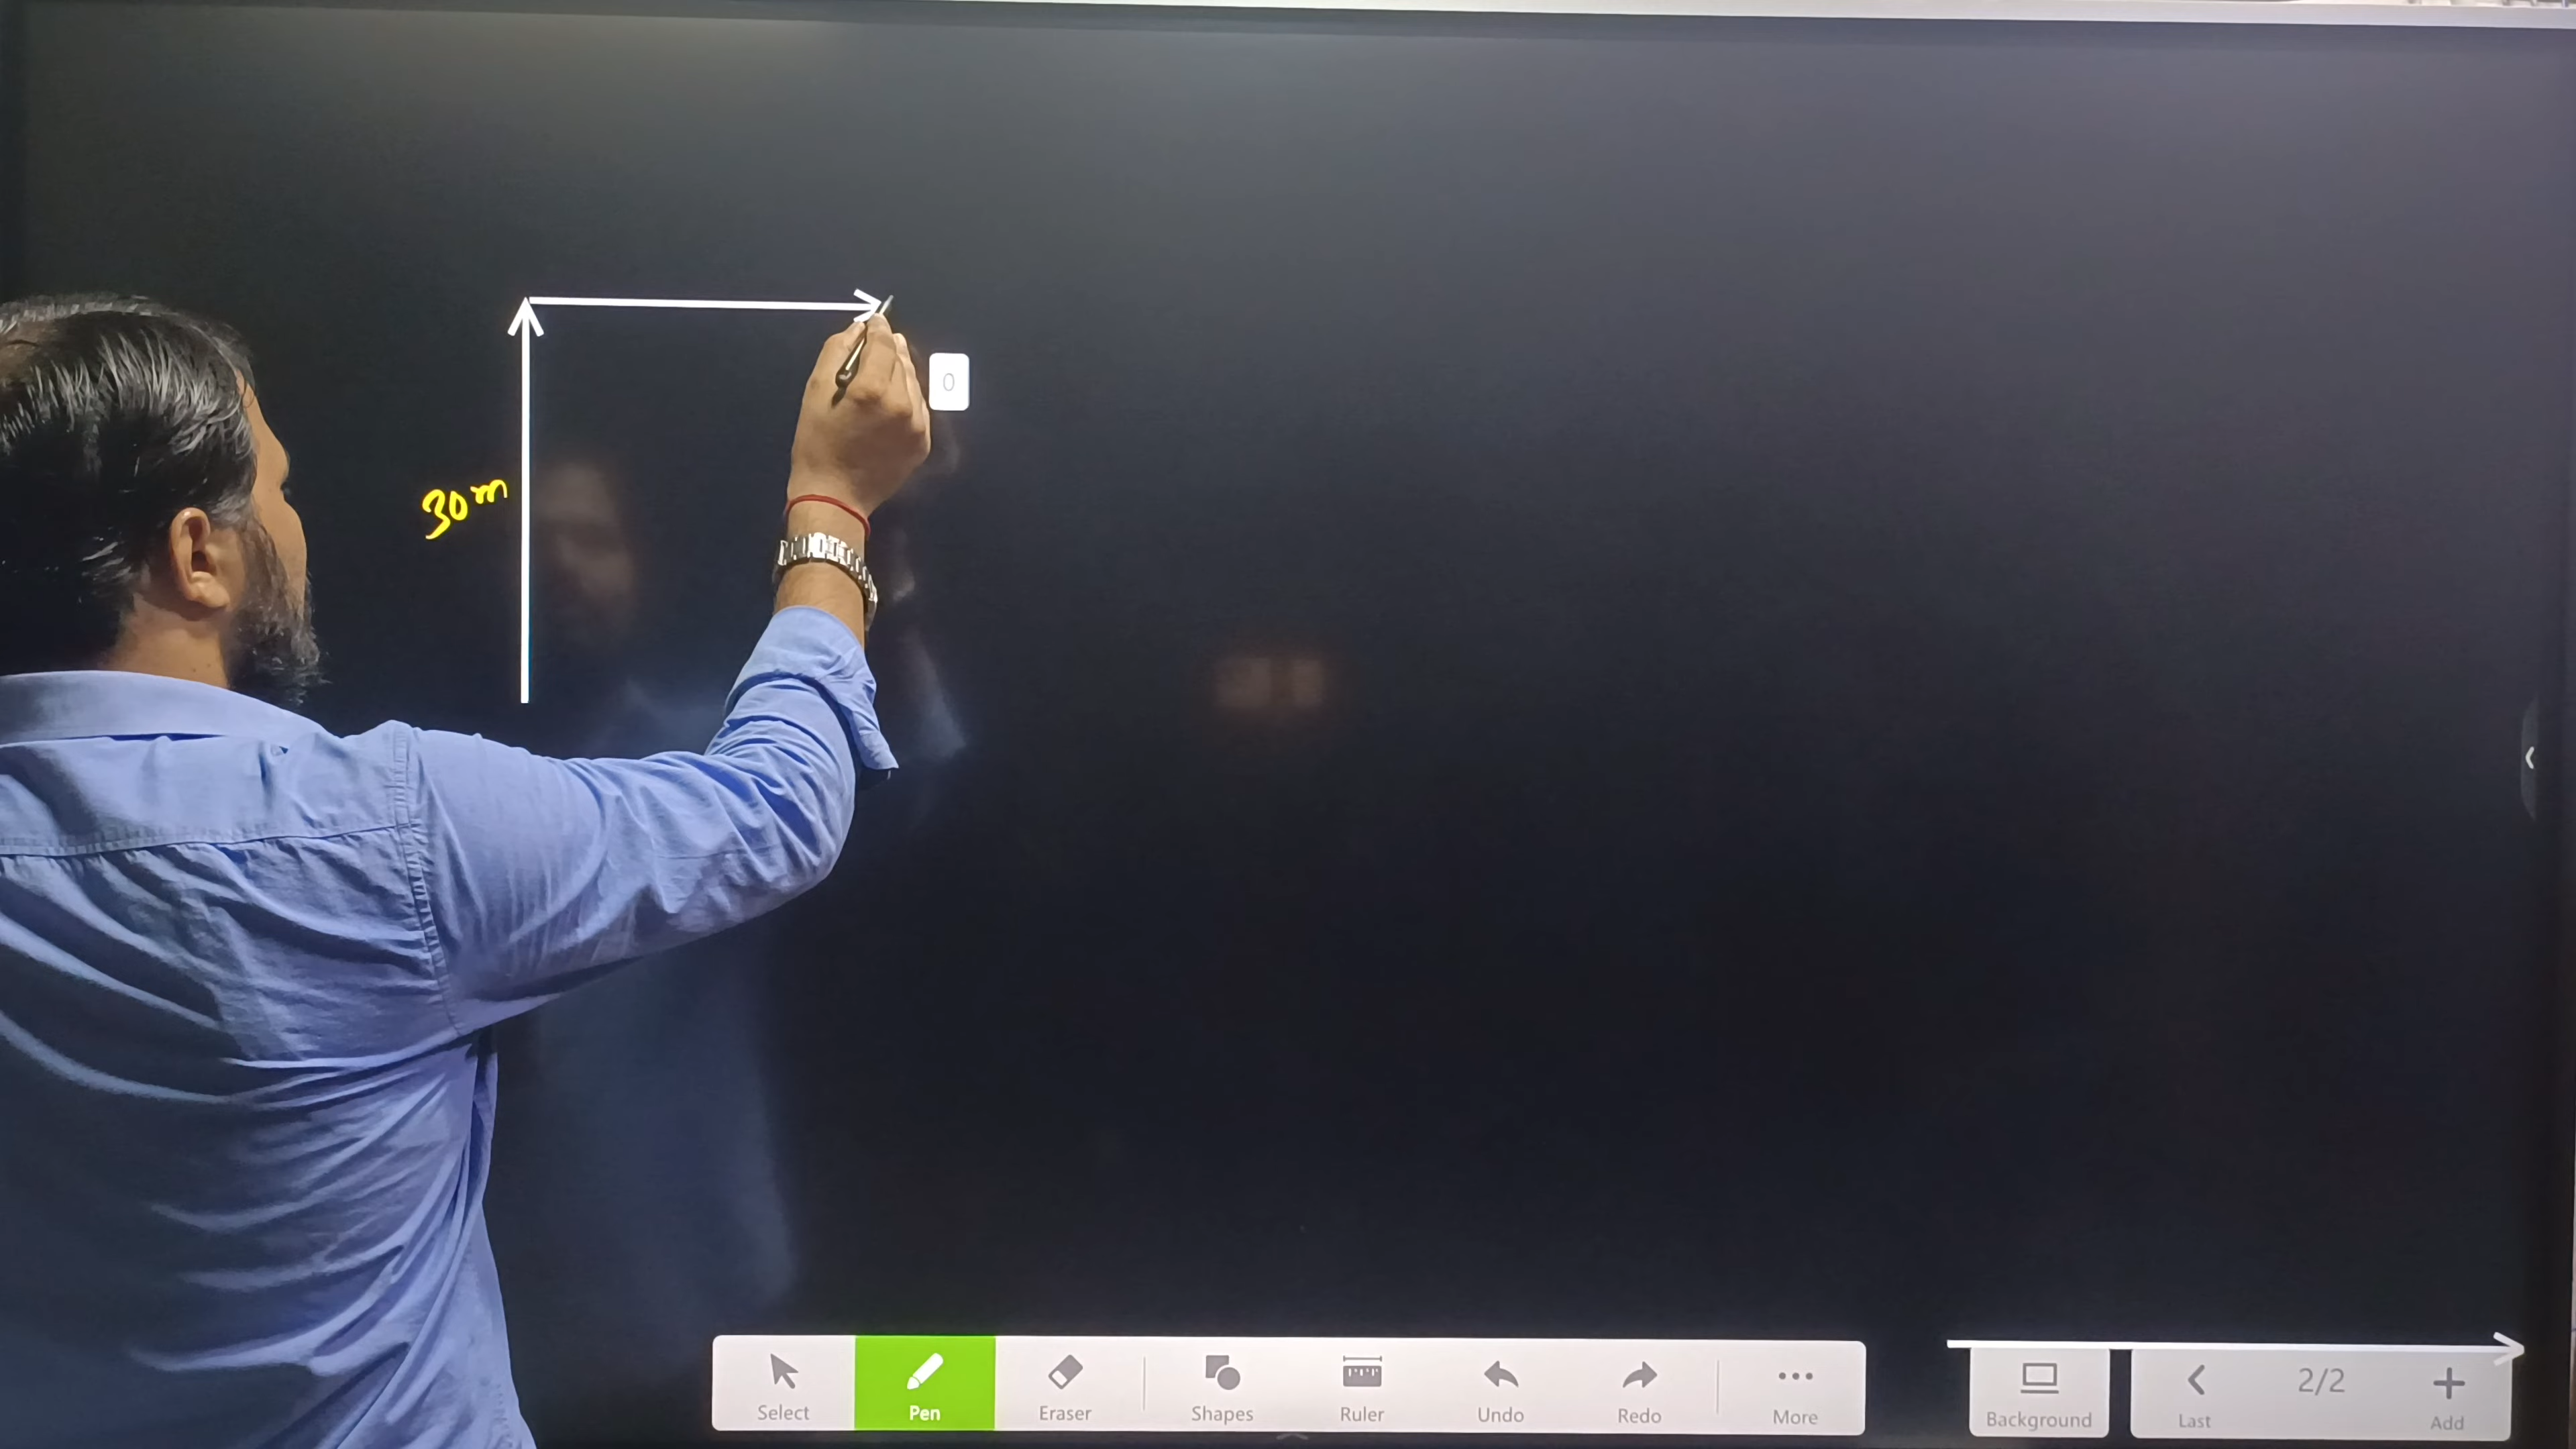 0
30m
Select Pen Eraser Shapes Ruler Undo Redo More Background Last 2/2 Add